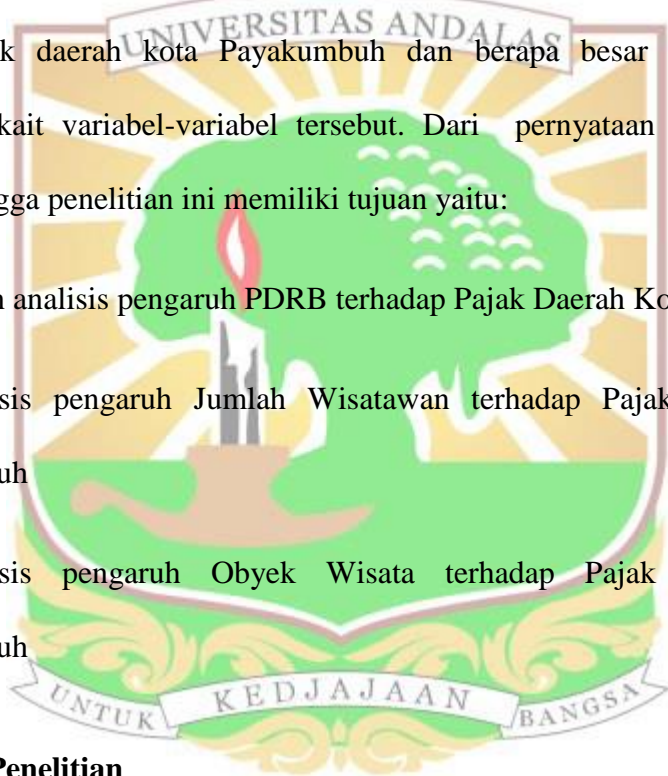 UNIVERSITAS ANDALAS
k daerah kota Payakumbuh dan berapa besar
kait variabel-variabel tersebut. Dari pernyataan
gga penelitian ini memiliki tujuan yaitu:
n analisis pengaruh PDRB terhadap Pajak Daerah Ko
sis pengaruh Jumlah Wisatawan terhadap Pajak
uh
sis pengaruh Obyek Wisata terhadap Pajak
uh
UNTUK KEDJAJAAN BANGSA
Penelitian